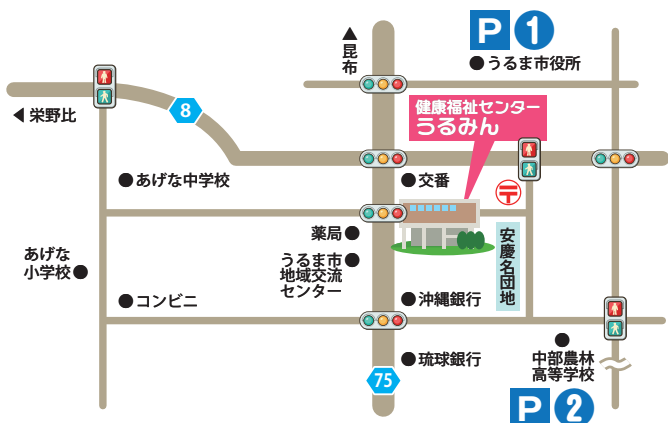 P 1
▲昆布
●うるま市役所
◀栄野比
8
健康福祉センター
うるみん
●あげな中学校
●交番
〒
薬局●
あげな
小学校●
うるま市●
地域交流
センター
安慶名団地
●コンビニ
●沖縄銀行
●琉球銀行
75
●
中部農林
高等学校
P 2